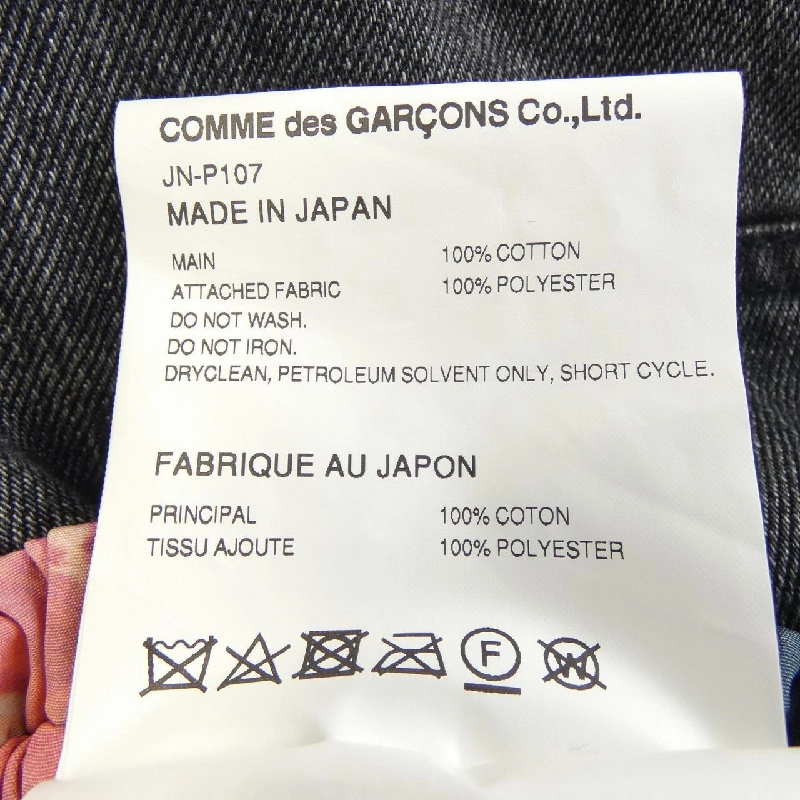 COMME des GARÇONS Co.,Ltd.
JN-P107
MADE IN JAPAN
MAIN 100% COTTON
ATTACHED FABRIC 100% POLYESTER
DO NOT WASH.
DO NOT IRON.
DRYCLEAN, PETROLEUM SOLVENT ONLY, SHORT CYCLE.
FABRIQUE AU JAPON
PRINCIPAL 100% COTON
TISSU AJOUTE 100% POLYESTER
F W